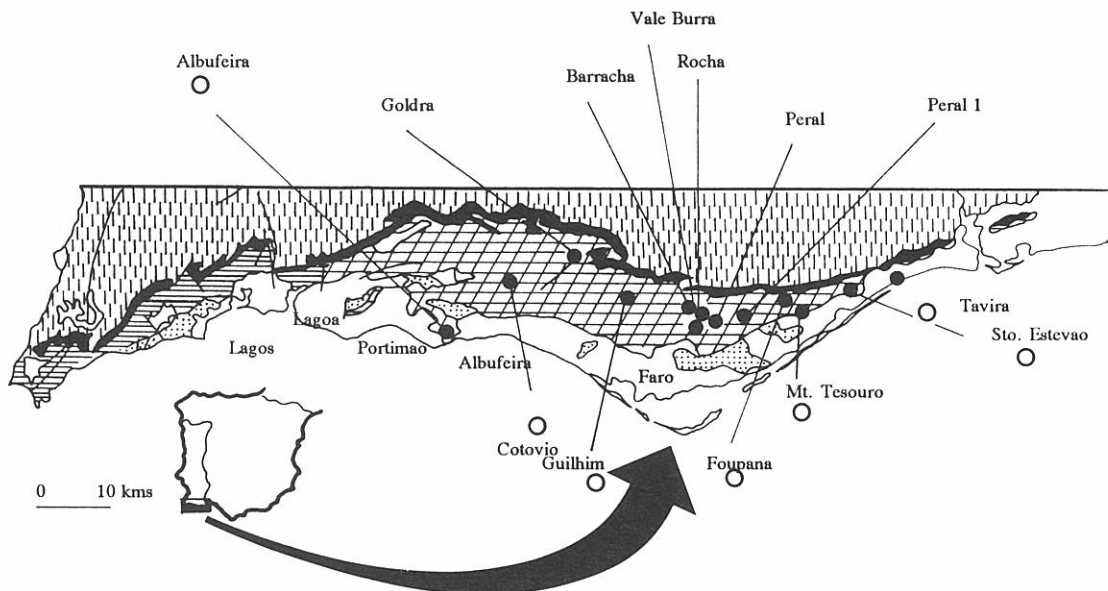 Vale Burra
Albufeira
Barracha
Rocha
Goldra
Peral
Peral 1
Lagoa
Lagos
Portimao
Albufeira
Faro
Tavira
Sto. Estevao
Mt. Tesouro
Cotovio
Guilhim
Foupana
0 10 kms